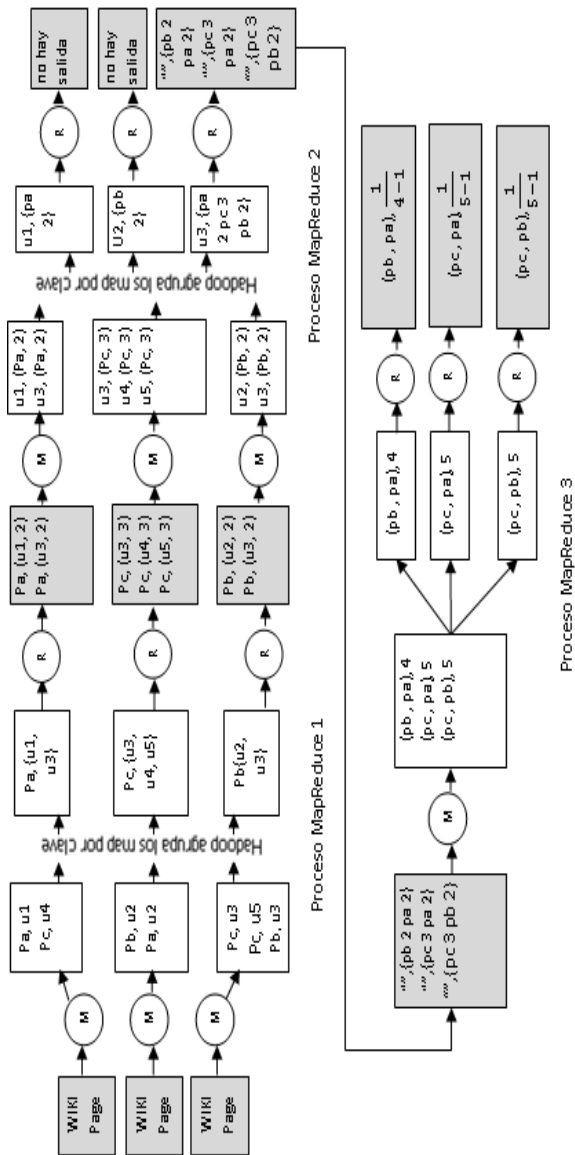 WIKI
Page
WIKI
Page
WIKI
Page
M
M
M
Pa, u1
Pc, u4
Pb, u2
Pa, u2
Pc, u3
Pc, u5
Pb, u3
Hadoop agrupa los map por clave
Pa, {u1,
u3}
Pc, {u3,
u4, u5}
Pb{u2,
u3}
R
R
R
Proceso MapReduce 1
Pa, (u1, 2)
Pa, (u3, 2)
Pc, (u3, 3)
Pc, (u4, 3)
Pc, (u5, 3)
Pb, (u2, 2)
Pb, (u3, 2)
M
M
M
u1, (Pa, 2)
u3, (Pa, 2)
u3, (Pc, 3)
u4, (Pc, 3)
u5, (Pc, 3)
u2, (Pb, 2)
u3, (Pb, 2)
Hadoop agrupa los map por clave
u1, {pa
2}
U2, {pb
2}
u3, {pa
2 pc 3
pb 2}
R
R
R
no hay
salida
no hay
salida
"",{pb 2
pa 2}
"",{pc3
pa 2}
"",{pc 3
pb 2}
Proceso MapReduce 2
"",{pb 2 pa 2}
"",{pc 3 pa 2}
"",{pc 3 pb 2}
M
(pb, pa), 4
(pc, pa), 5
(pc, pb), 5
(pb, pa), 4
(pc, pa), 5
(pc, pb), 5
R
R
R
(pb, pa), 1/4-1
(pc, pa), 1/5-1
(pc, pb), 1/5-1
Proceso MapReduce 3